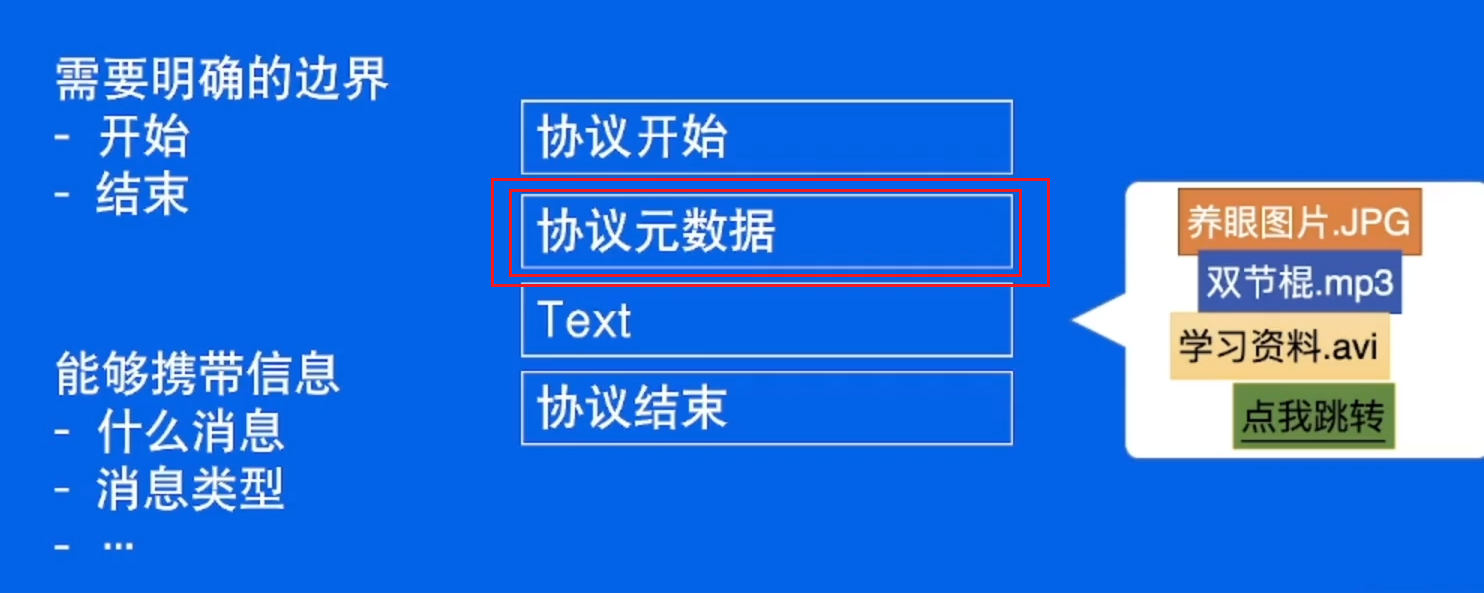 需要明确的边界
- 开始
- 结束
能够携带信息
- 什么消息
- 消息类型
- …
协议开始
协议元数据
Text
协议结束
养眼图片.JPG
双节棍.mp3
学习资料.avi
点我跳转